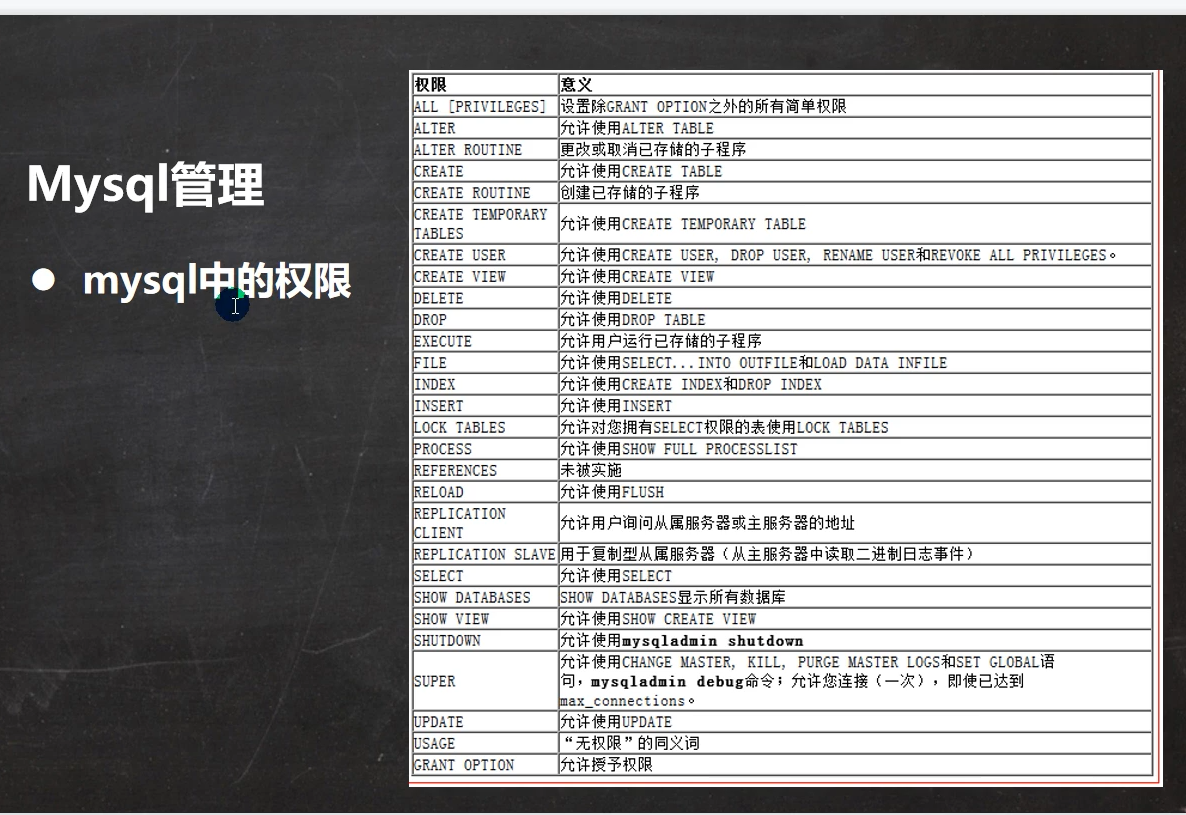 Mysql管理
● mysql中的权限
权限 意义
ALL [PRIVILEGES] 设置除GRANT OPTION之外的所有简单权限
ALTER 允许使用ALTER TABLE
ALTER ROUTINE 更改或取消已存储的子程序
CREATE 允许使用CREATE TABLE
CREATE ROUTINE 创建已存储的子程序
CREATE TEMPORARY
TABLES
允许使用CREATE TEMPORARY TABLE
CREATE USER 允许使用CREATE USER, DROP USER, RENAME USER和REVOKE ALL PRIVILEGES。
CREATE VIEW 允许使用CREATE VIEW
DELETE 允许使用DELETE
DROP 允许使用DROP TABLE
EXECUTE 允许用户运行已存储的子程序
FILE 允许使用SELECT...INTO OUTFILE和LOAD DATA INFILE
INDEX 允许使用CREATE INDEX和DROP INDEX
INSERT 允许使用INSERT
LOCK TABLES 允许对您拥有SELECT权限的表使用LOCK TABLES
PROCESS 允许使用SHOW FULL PROCESSLIST
REFERENCES 未被实施
RELOAD 允许使用FLUSH
REPLICATION
CLIENT
允许用户询问从属服务器或主服务器的地址
REPLICATION SLAVE 用于复制型从属服务器（从主服务器中读取二进制日志事件）
SELECT 允许使用SELECT
SHOW DATABASES SHOW DATABASES显示所有数据库
SHOW VIEW 允许使用SHOW CREATE VIEW
SHUTDOWN 允许使用mysqladmin shutdown
SUPER
允许使用CHANGE MASTER, KILL, PURGE MASTER LOGS和SET GLOBAL语
句，mysqladmin debug命令；允许您连接（一次），即使已达到
max_connections。
UPDATE 允许使用UPDATE
USAGE “无权限”的同义词
GRANT OPTION 允许授予权限